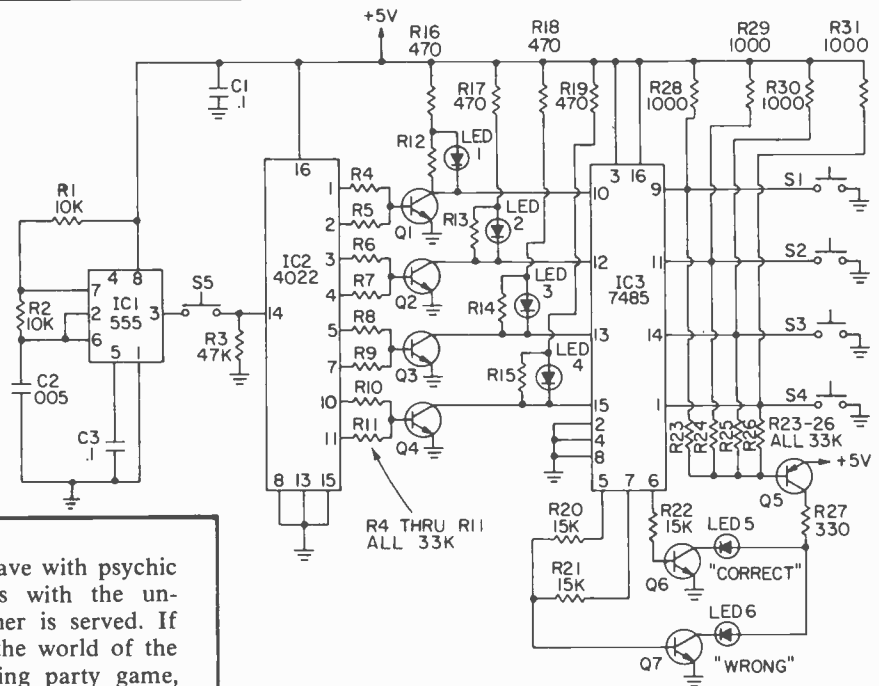 +5V
R16
470
R18
470
R29
1000
R31
1000
C1
.1
R17
470
R19
470
R28
1000
R30
1000
R12
LED
1
16
3 16
R1
10K
1
R4
10
9
S1
2
R5
Q1
R13
LED
2
4 8
7
IC1
555
2
6
3
S5
R2
10K
5 1
IC2
4022
14
R3
47K
3
R6
4
R7
Q2
12
11
S2
IC3
7485
R14
LED
3
5
R8
7
R9
Q3
13
14
S3
R15
LED
4
C2
005
C3
.1
10
R10
11
R11
Q4
15
1
S4
2
4
8
R23
R24
R25
R26
R23-26
ALL 33K
+5V
8 13 15
5 7 6
Q5
R4 THRU R11
ALL 33K
R20
15K
R22
15K
R27
330
LED5
R21
15K
Q6
"CORRECT"
LED6
Q7
"WRONG"
ave with psychic
s with the un-
ner is served. If
the world of the
ing party game,